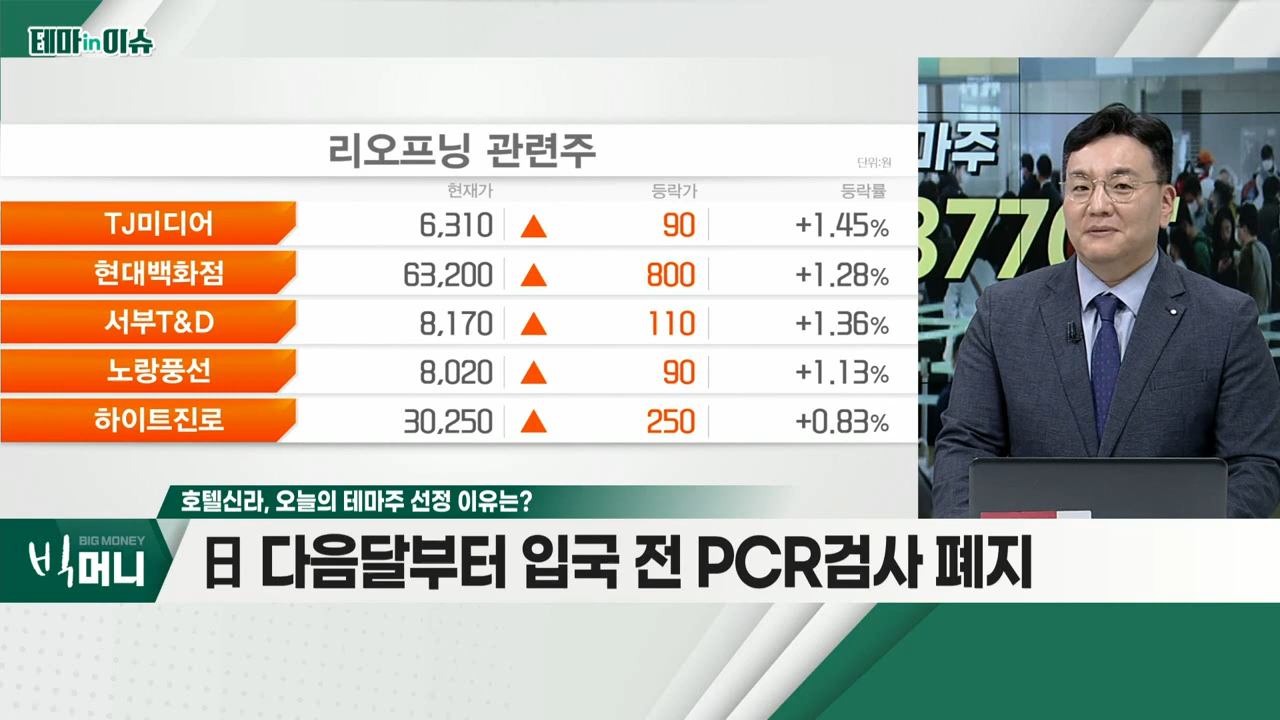 테마in이슈
리오프닝 관련주
단위:원
현재가 등락가 등락률
TJ미디어 6,310 ▲ 90 +1.45%
현대백화점 63,200 ▲ 800 +1.28%
서부T&D 8,170 ▲ 110 +1.36%
노랑풍선 8,020 ▲ 90 +1.13%
하이트진로 30,250 ▲ 250 +0.83%
마주
호텔신라, 오늘의 테마주 선정 이유는?
BIG MONEY
빅머니
日 다음달부터 입국 전 PCR검사 폐지